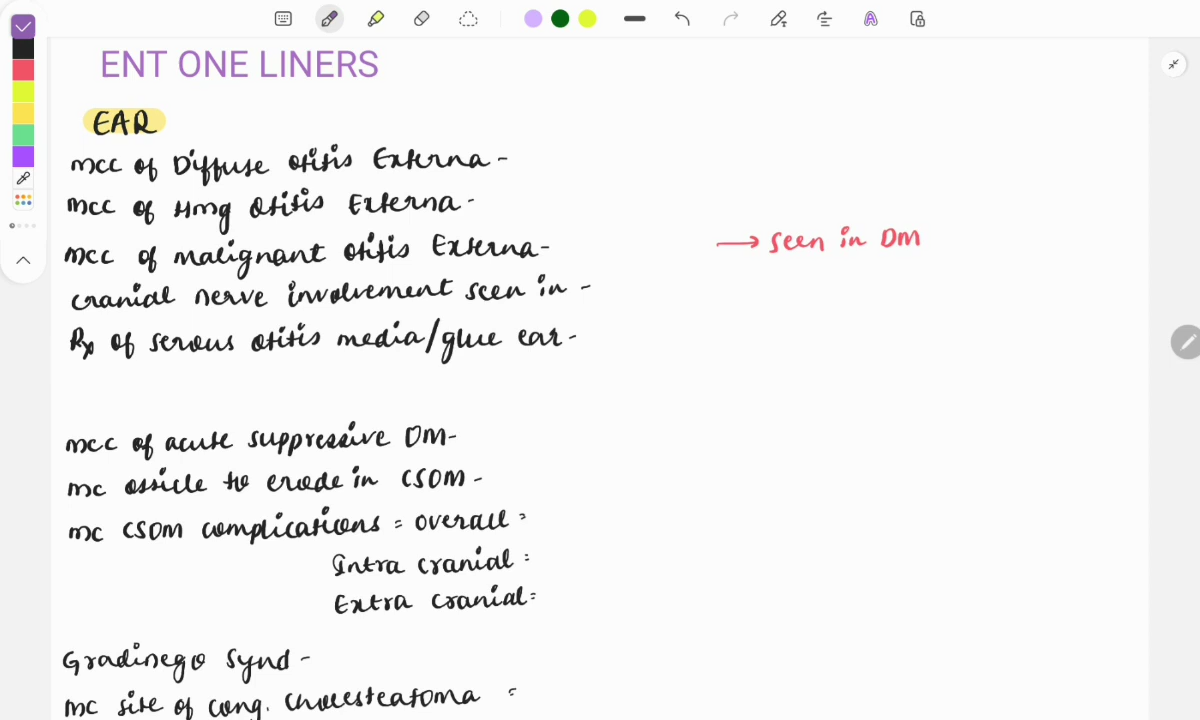 ENT ONE LINERS
EAR
mcc of Diffuse otitis Externa -
mcc of Hmg Otitis Externa -
mcc of malignant otitis Externa -
→ seen in DM
cranial nerve involvement seen in -
Rx of serous otitis media/glue ear -
mcc of acute suppressive OM-
mc ossicle to erode in CSOM -
mc CSOM complications = overall =
Intra cranial =
Extra cranial =
Gradinego synd -
mc site of cong. cholesteatoma =